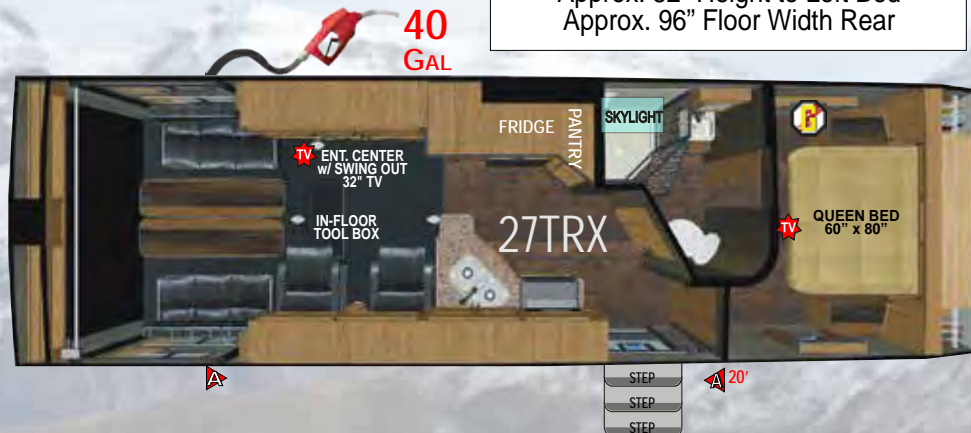 Approx. 96” Floor Width Rear
40
GAL
FRIDGE
PANTRY
SKYLIGHT
TV
ENT. CENTER
w/ SWING OUT
32" TV
IN-FLOOR
TOOL BOX
27TRX
TV
QUEEN BED
60” x 80”
F
A
A
20’
STEP
STEP
STEP